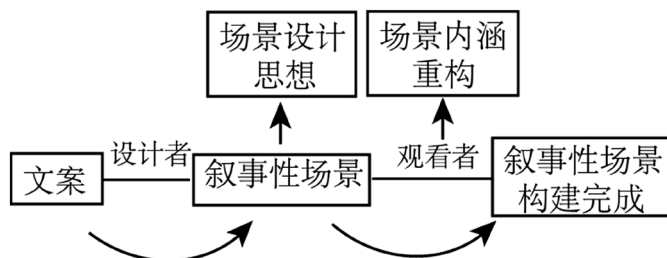 场景设计
思想
场景内涵
重构
设计者
观看者
文案
叙事性场景
叙事性场景
构建完成